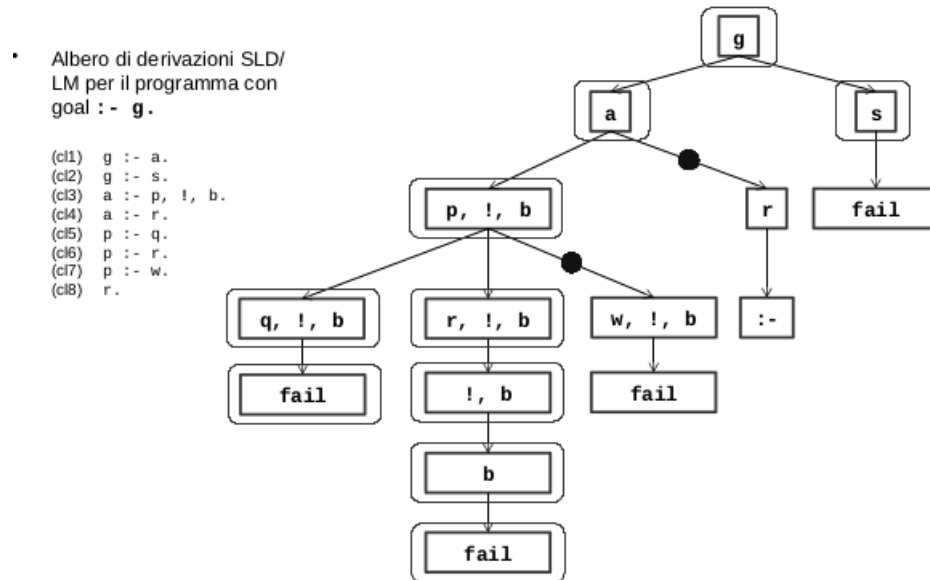 • Albero di derivazioni SLD/
LM per il programma con
goal :- g.
(cl1) g :- a.
(cl2) g :- s.
(cl3) a :- p, !, b.
(cl4) a :- r.
(cl5) p :- q.
(cl6) p :- r.
(cl7) p :- w.
(cl8) r.
g
a
s
p, !, b
r
fail
q, !, b
r, !, b
w, !, b
:-
fail
!, b
fail
b
fail